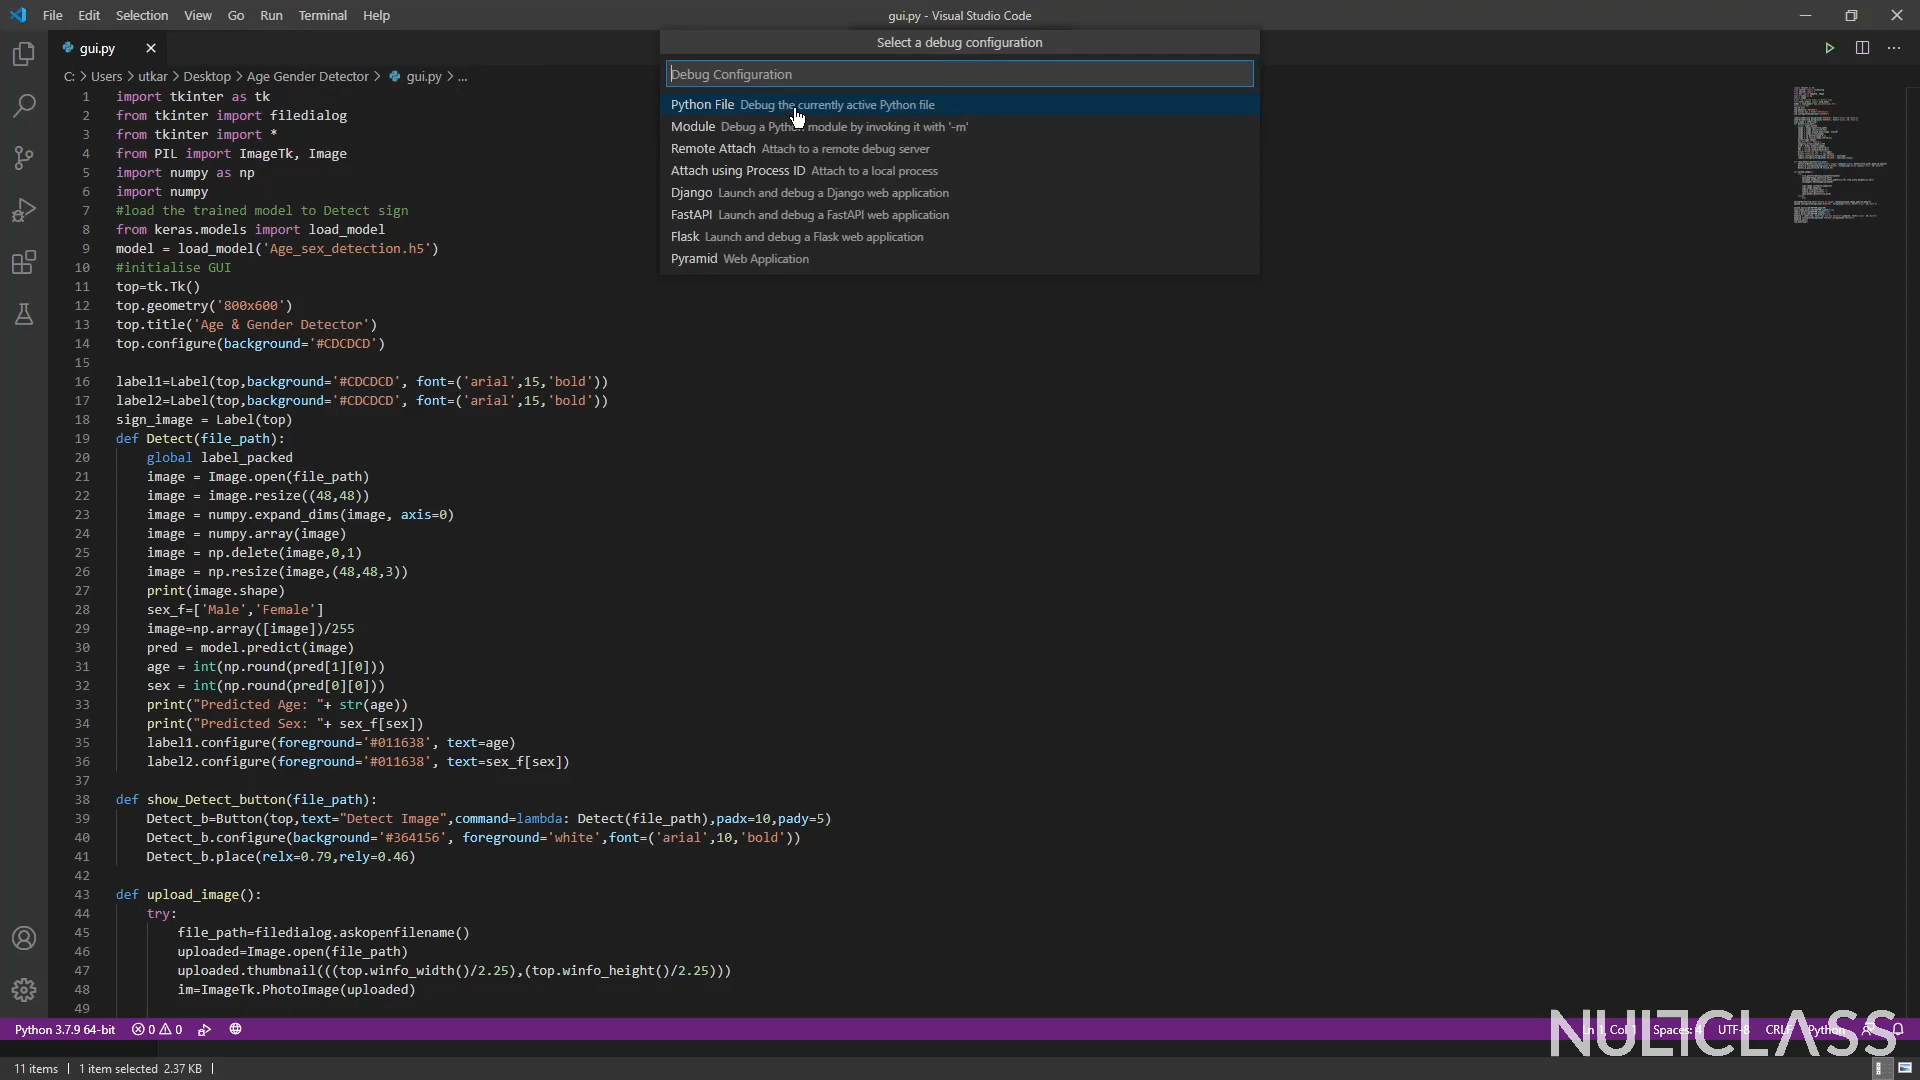 File Edit Selection View Go Run Terminal Help
gui.py - Visual Studio Code
gui.py
Select a debug configuration
C: > Users > utkar > Desktop > Age Gender Detector > gui.py > ...
Debug Configuration
Python File Debug the currently active Python file
Module Debug a Python module by invoking it with '-m'
Remote Attach Attach to a remote debug server
Attach using Process ID Attach to a local process
Django Launch and debug a Django web application
FastAPI Launch and debug a FastAPI web application
Flask Launch and debug a Flask web application
Pyramid Web Application
1 import tkinter as tk
2 from tkinter import filedialog
3 from tkinter import *
4 from PIL import ImageTk, Image
5 import numpy as np
6 import numpy
7 #load the trained model to Detect sign
8 from keras.models import load_model
9 model = load_model('Age_sex_detection.h5')
10 #initialise GUI
11 top=tk.Tk()
12 top.geometry('800x600')
13 top.title('Age & Gender Detector')
14 top.configure(background='#CDCDCD')
15
16 label1=Label(top,background='#CDCDCD', font=('arial',15,'bold'))
17 label2=Label(top,background='#CDCDCD', font=('arial',15,'bold'))
18 sign_image = Label(top)
19 def Detect(file_path):
20 global label_packed
21 image = Image.open(file_path)
22 image = image.resize((48,48))
23 image = numpy.expand_dims(image, axis=0)
24 image = numpy.array(image)
25 image = np.delete(image,0,1)
26 image = np.resize(image,(48,48,3))
27 print(image.shape)
28 sex_f=['Male','Female']
29 image=np.array([image])/255
30 pred = model.predict(image)
31 age = int(np.round(pred[1][0]))
32 sex = int(np.round(pred[0][0]))
33 print("Predicted Age: "+ str(age))
34 print("Predicted Sex: "+ sex_f[sex])
35 label1.configure(foreground='#011638', text=age)
36 label2.configure(foreground='#011638', text=sex_f[sex])
37
38 def show_Detect_button(file_path):
39 Detect_b=Button(top,text="Detect Image",command=lambda: Detect(file_path),padx=10,pady=5)
40 Detect_b.configure(background='#364156', foreground='white',font=('arial',10,'bold'))
41 Detect_b.place(relx=0.79,rely=0.46)
42
43 def upload_image():
44 try:
45 file_path=filedialog.askopenfilename()
46 uploaded=Image.open(file_path)
47 uploaded.thumbnail(((top.winfo_width()/2.25),(top.winfo_height()/2.25)))
48 im=ImageTk.PhotoImage(uploaded)
49
Python 3.7.9 64-bit 0 0 Ln 1, Col 1 Spaces: 4 UTF-8 CRLF Python
NULLCLASS
11 items 1 item selected 2.37 KB